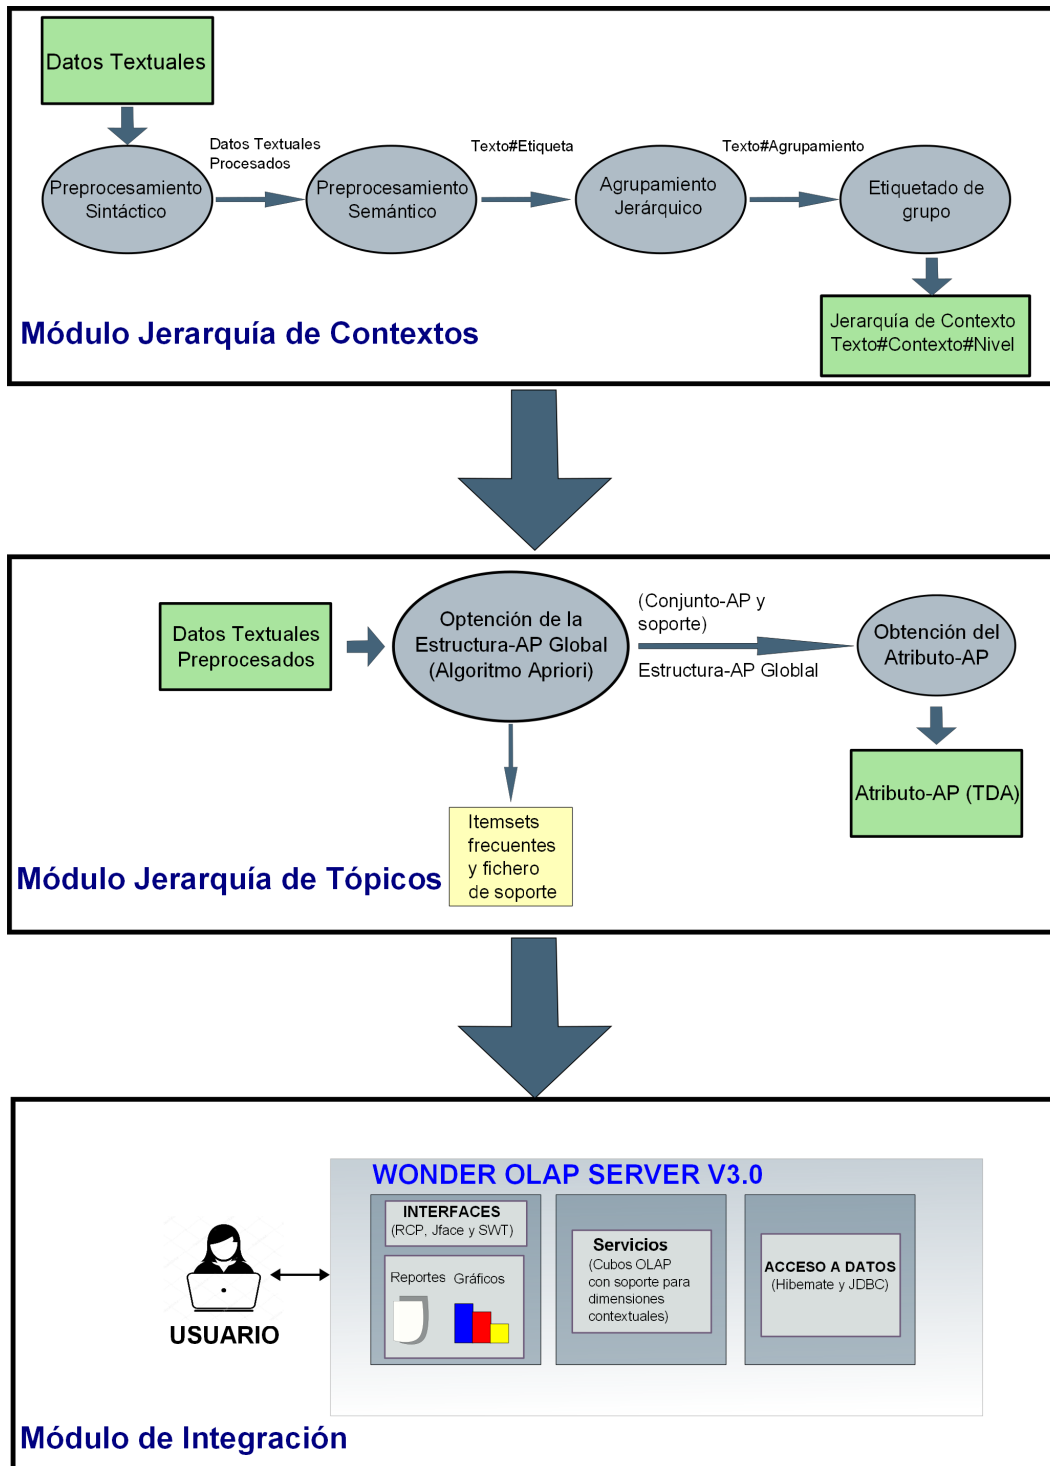 Datos Textuales
Datos Textuales
Procesados
Texto#Etiqueta
Texto#Agrupamiento
Preprocesamiento
Sintáctico
Preprocesamiento
Semántico
Agrupamiento
Jerárquico
Etiquetado de
grupo
Módulo Jerarquía de Contextos
Jerarquía de Contexto
Texto#Contexto#Nivel
Datos Textuales
Preprocesados
Optención de la
Estructura-AP Global
(Algoritmo Apriori)
(Conjunto-AP y
soporte)
Estructura-AP Globlal
Obtención del
Atributo-AP
Atributo-AP (TDA)
Itemsets
frecuentes
y fichero
de soporte
Módulo Jerarquía de Tópicos
WONDER OLAP SERVER V3.0
INTERFACES
(RCP, Jface y SWT)
Reportes
Gráficos
Servicios
(Cubos OLAP
con soporte para
dimensiones
contextuales)
ACCESO A DATOS
(Hibernate y JDBC)
USUARIO
Módulo de Integración